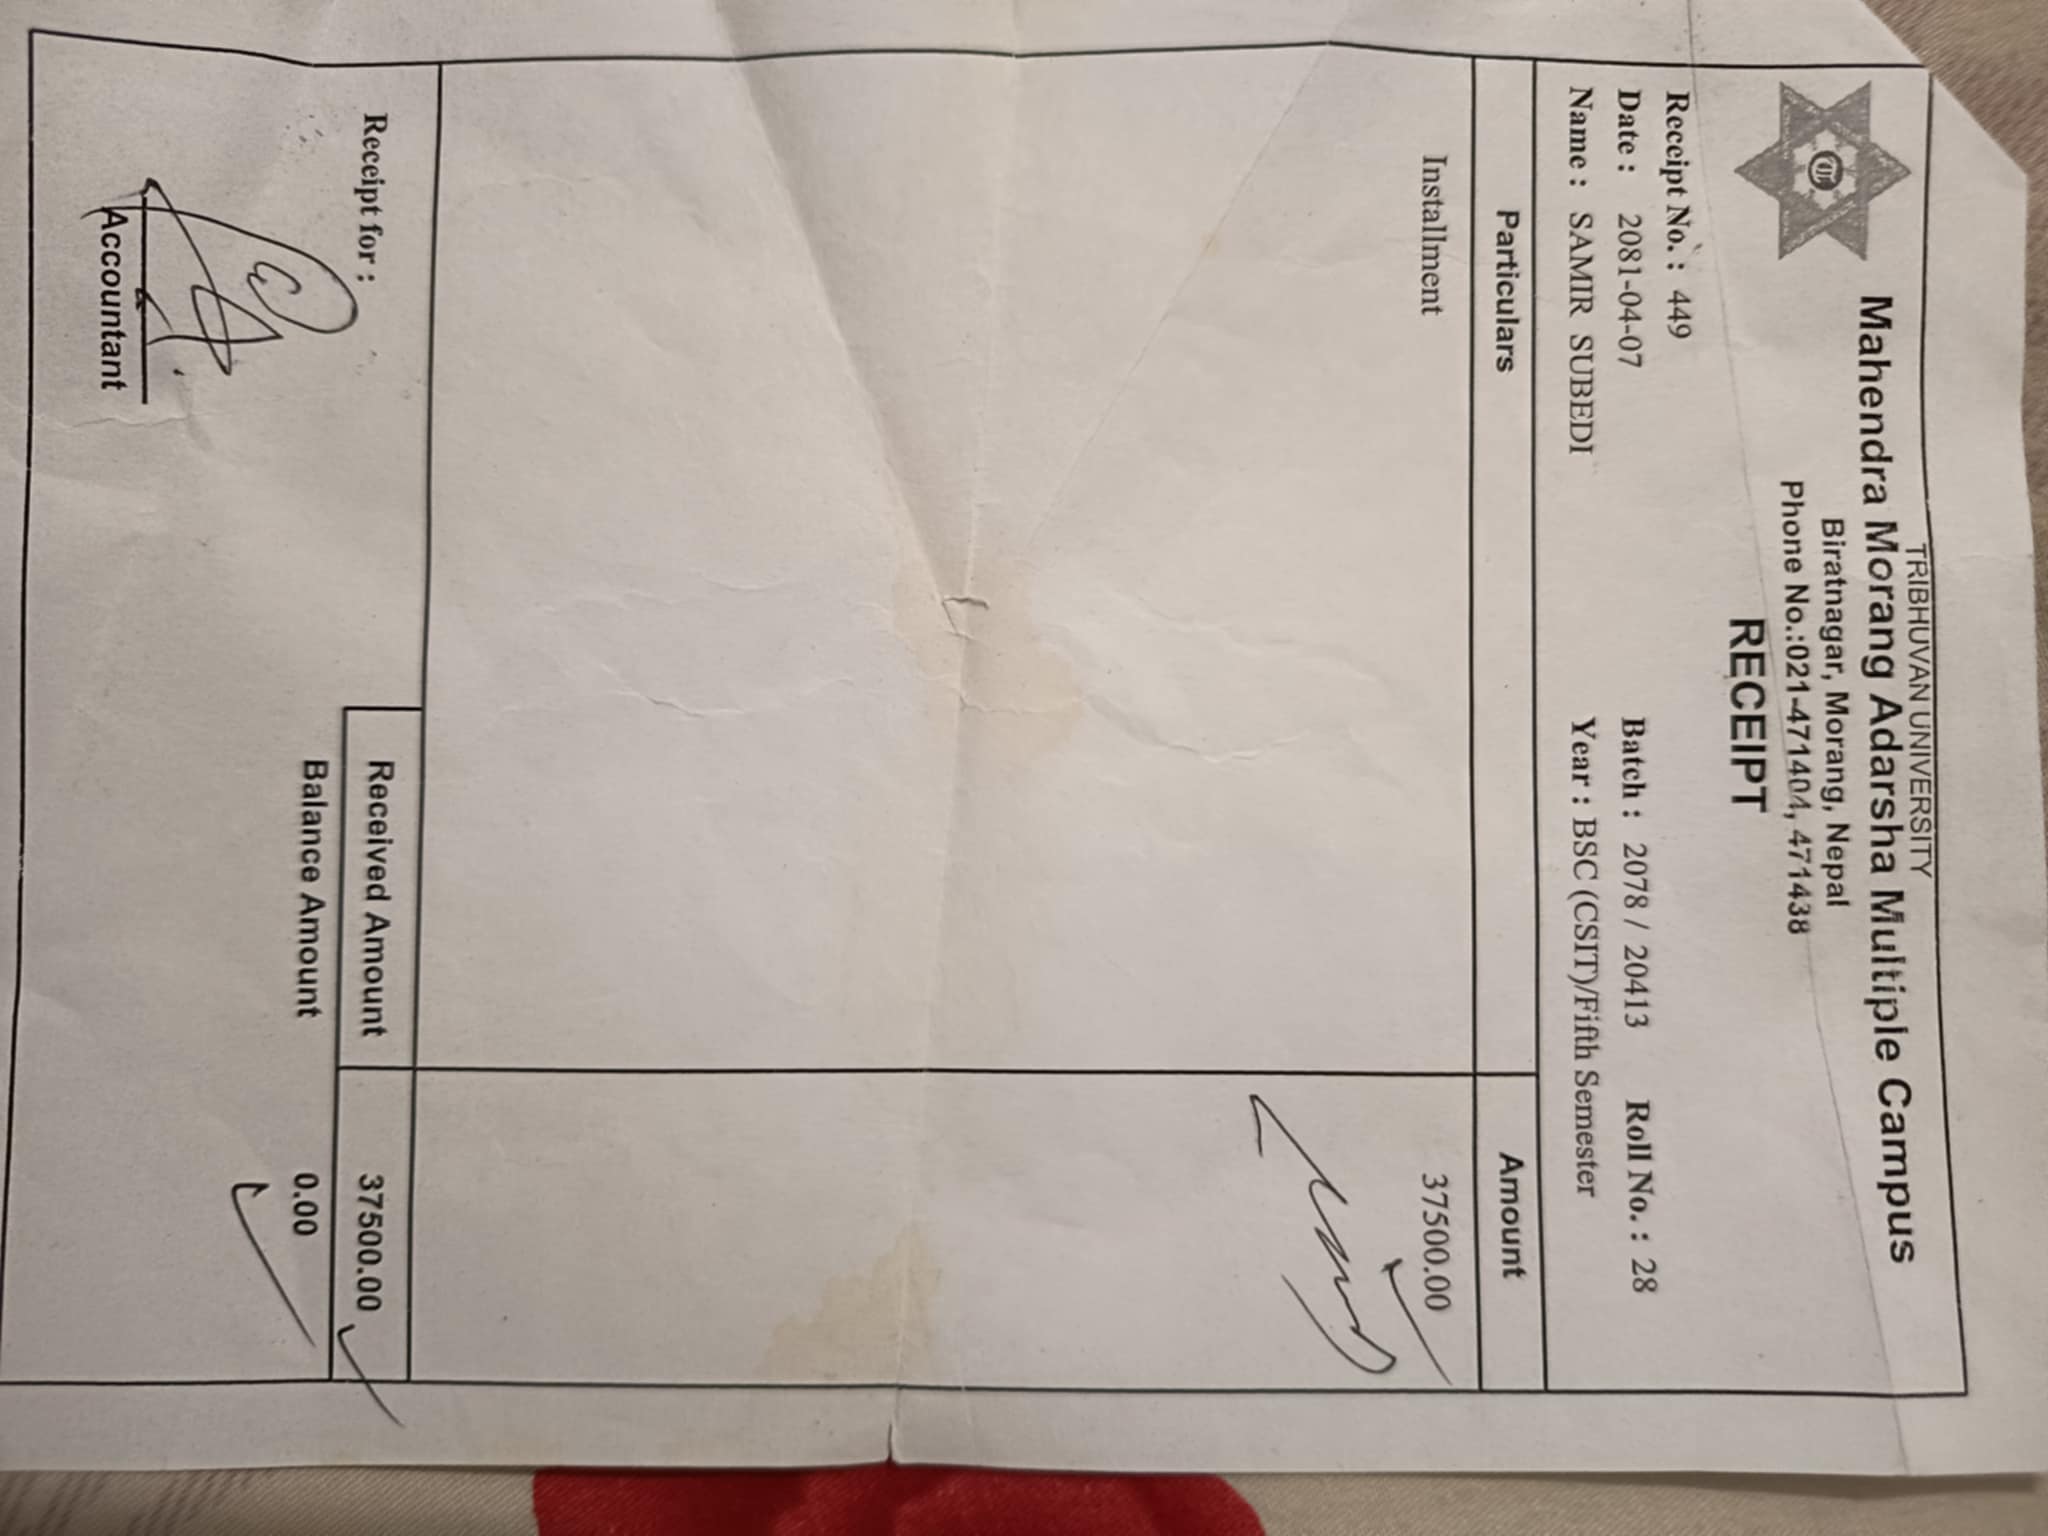 TRIBHUVAN UNIVERSITY
Mahendra Morang Adarsha Multiple Campus
Biratnagar, Morang, Nepal
Phone No.:021-471404, 471438
RECEIPT
Receipt No. : 449
Date : 2081-04-07 Batch : 2078 / 20413 Roll No. : 28
Name : SAMIR SUBEDI Year : BSC (CSIT)/Fifth Semester
Particulars Amount
Installment 37500.00
Received Amount 37500.00
Receipt for : Balance Amount 0.00
Accountant